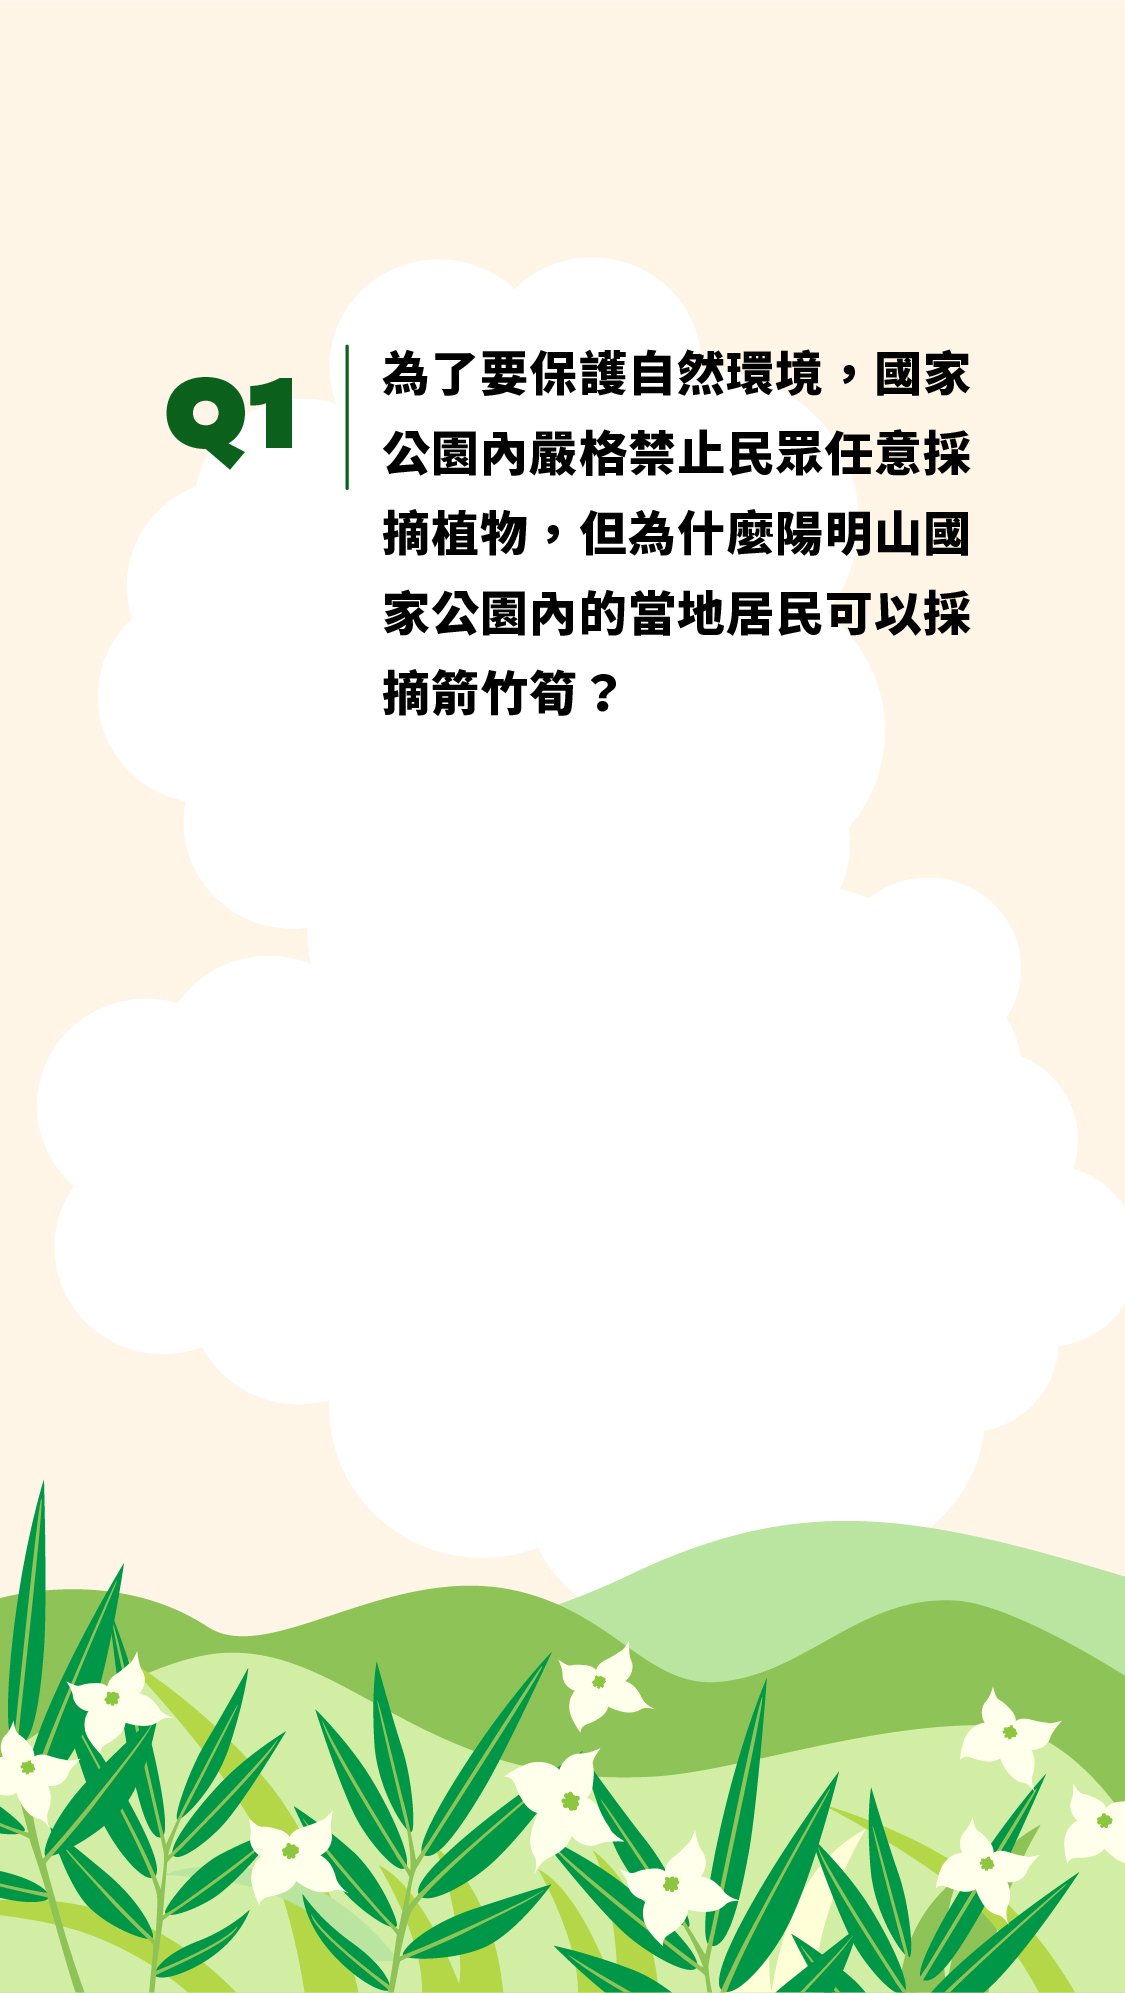 Q1
為了要保護自然環境，國家
公園內嚴格禁止民眾任意採
摘植物，但為什麼陽明山國
家公園內的當地居民可以採
摘箭竹筍？